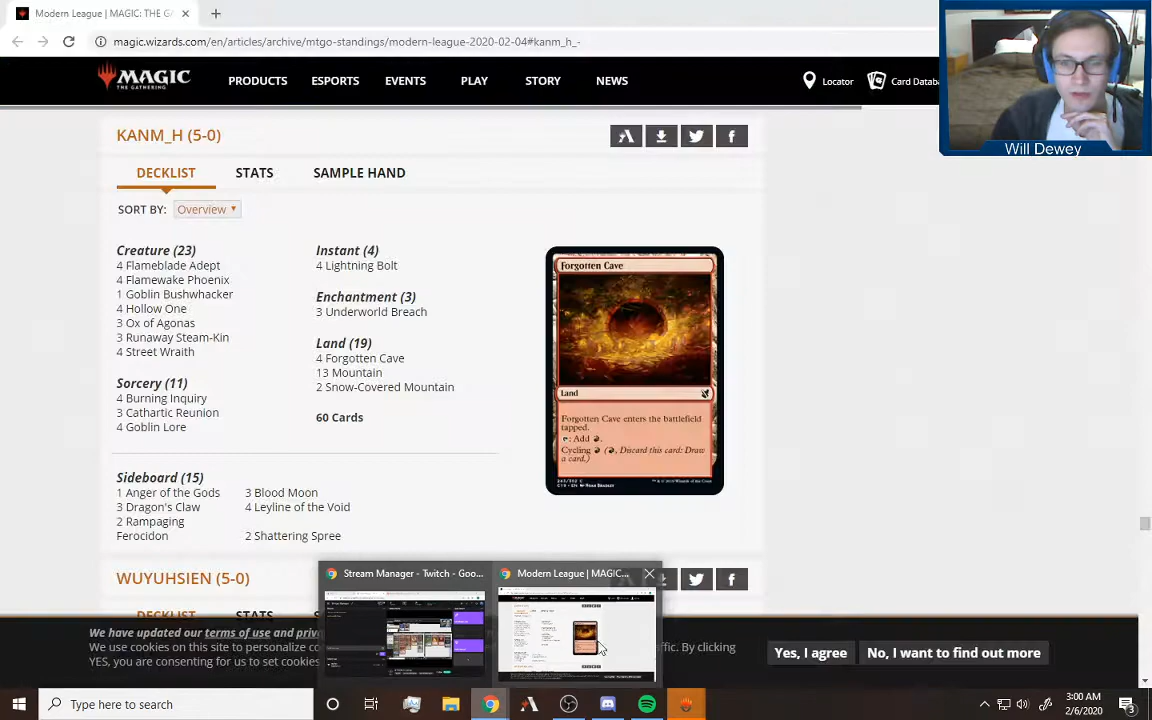 Modern League | MAGIC: THE GA
magic.wizards.com/en/articles/archive/mtgo-standings/modern-league-2020-02-04#kanm_h_-
MAGIC
THE GATHERING
PRODUCTS
ESPORTS
EVENTS
PLAY
STORY
NEWS
Locator
Card Databa
Will Dewey
KANM_H (5-0)
DECKLIST
STATS
SAMPLE HAND
SORT BY:
Overview
Creature (23)
4 Flameblade Adept
4 Flamewake Phoenix
1 Goblin Bushwhacker
4 Hollow One
3 Ox of Agonas
3 Runaway Steam-Kin
4 Street Wraith
Sorcery (11)
4 Burning Inquiry
3 Cathartic Reunion
4 Goblin Lore
Instant (4)
4 Lightning Bolt
Enchantment (3)
3 Underworld Breach
Land (19)
4 Forgotten Cave
13 Mountain
2 Snow-Covered Mountain
60 Cards
Forgotten Cave
Land
Forgotten Cave enters the battlefield
tapped.
: Add
Cycling ( , Discard this card: Draw
a card.)
Sideboard (15)
1 Anger of the Gods
3 Dragon's Claw
2 Rampaging
Ferocidon
3 Blood Moon
4 Leyline of the Void
2 Shattering Spree
WUYUHSIEN (5-0)
DECKLIST
STATS
Stream Manager - Twitch - Goo...
Modern League | MAGIC...
We have updated our terms of use and priv
We use cookies on this site to personalize co
YES, you are consenting for us to set cookies
ffic. By clicking
Yes, I agree
No, I want to find out more
Type here to search
3:00 AM
2/6/2020
3